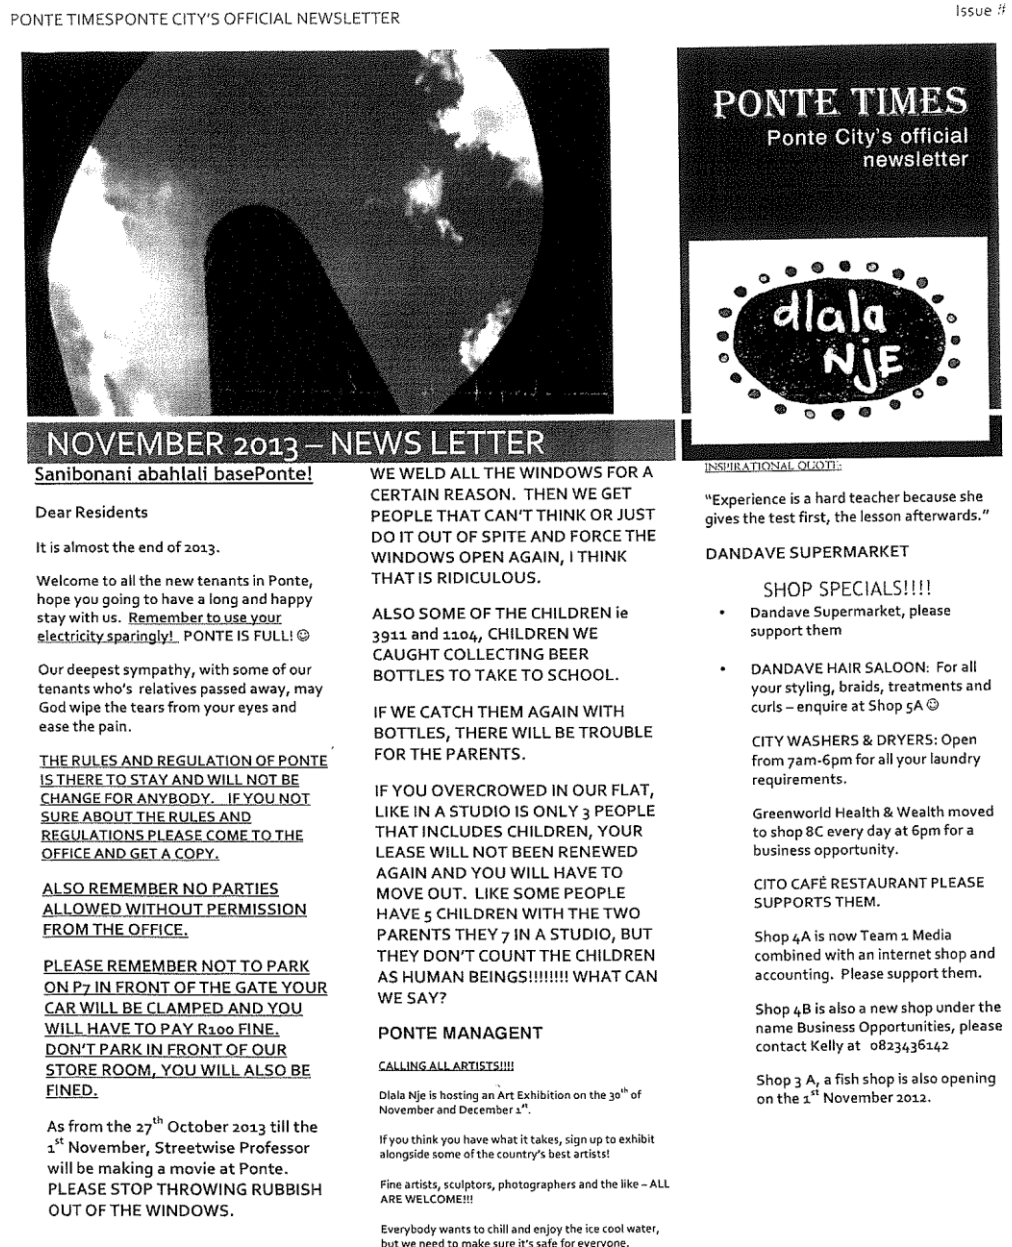 PONTE TIMESPONTE CITY'S OFFICIAL NEWSLETTER
Issue #
PONTE TIMES
Ponte City's official
newsletter
dlala
NjE
NOVEMBER 2013 – NEWS LETTER
Sanibonani abahlali basePonte!
Dear Residents
It is almost the end of 2013.
Welcome to all the new tenants in Ponte,
hope you going to have a long and happy
stay with us. Remember to use your
electricity sparingly! PONTE IS FULL! ☺
Our deepest sympathy, with some of our
tenants who's relatives passed away, may
God wipe the tears from your eyes and
ease the pain.
THE RULES AND REGULATION OF PONTE
IS THERE TO STAY AND WILL NOT BE
CHANGE FOR ANYBODY. IF YOU NOT
SURE ABOUT THE RULES AND
REGULATIONS PLEASE COME TO THE
OFFICE AND GET A COPY.
ALSO REMEMBER NO PARTIES
ALLOWED WITHOUT PERMISSION
FROM THE OFFICE.
PLEASE REMEMBER NOT TO PARK
ON P7 IN FRONT OF THE GATE YOUR
CAR WILL BE CLAMPED AND YOU
WILL HAVE TO PAY R100 FINE.
DON'T PARK IN FRONT OF OUR
STORE ROOM, YOU WILL ALSO BE
FINED.
As from the 27th October 2013 till the
1st November, Streetwise Professor
will be making a movie at Ponte.
PLEASE STOP THROWING RUBBISH
OUT OF THE WINDOWS.
WE WELD ALL THE WINDOWS FOR A
CERTAIN REASON. THEN WE GET
PEOPLE THAT CAN'T THINK OR JUST
DO IT OUT OF SPITE AND FORCE THE
WINDOWS OPEN AGAIN, I THINK
THAT IS RIDICULOUS.
ALSO SOME OF THE CHILDREN ie
3911 and 1104, CHILDREN WE
CAUGHT COLLECTING BEER
BOTTLES TO TAKE TO SCHOOL.
IF WE CATCH THEM AGAIN WITH
BOTTLES, THERE WILL BE TROUBLE
FOR THE PARENTS.
IF YOU OVERCROWED IN OUR FLAT,
LIKE IN A STUDIO IS ONLY 3 PEOPLE
THAT INCLUDES CHILDREN, YOUR
LEASE WILL NOT BEEN RENEWED
AGAIN AND YOU WILL HAVE TO
MOVE OUT. LIKE SOME PEOPLE
HAVE 5 CHILDREN WITH THE TWO
PARENTS THEY 7 IN A STUDIO, BUT
THEY DON'T COUNT THE CHILDREN
AS HUMAN BEINGS!!!!!!!! WHAT CAN
WE SAY?
PONTE MANAGENT
CALLING ALL ARTISTS!!!!
Dlala Nje is hosting an Art Exhibition on the 30th of
November and December 1st.
If you think you have what it takes, sign up to exhibit
alongside some of the country's best artists!
Fine artists, sculptors, photographers and the like – ALL
ARE WELCOME!!!
Everybody wants to chill and enjoy the ice cool water,
but we need to make sure it's safe for everyone.
INSPIRATIONAL QUOTE:
"Experience is a hard teacher because she
gives the test first, the lesson afterwards."
DANDAVE SUPERMARKET
SHOP SPECIALS!!!!
• Dandave Supermarket, please
support them
• DANDAVE HAIR SALOON: For all
your styling, braids, treatments and
curls – enquire at Shop 5A ☺
CITY WASHERS & DRYERS: Open
from 7am-6pm for all your laundry
requirements.
Greenworld Health & Wealth moved
to shop 8C every day at 6pm for a
business opportunity.
CITO CAFÉ RESTAURANT PLEASE
SUPPORTS THEM.
Shop 4A is now Team 1 Media
combined with an internet shop and
accounting. Please support them.
Shop 4B is also a new shop under the
name Business Opportunities, please
contact Kelly at 0823436142
Shop 3 A, a fish shop is also opening
on the 1st November 2012.